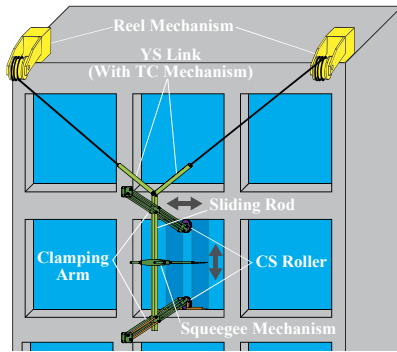 Reel Mechanism
YS Link
(With TC Mechanism)
Sliding Rod
Clamping
Arm
CS Roller
Squeegee Mechanism